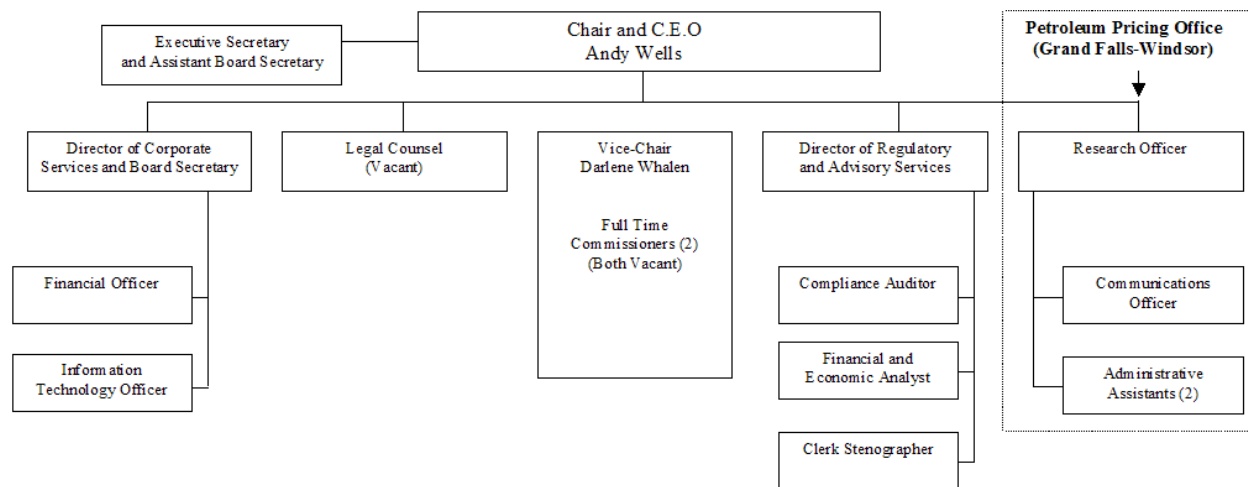 Executive Secretary
and Assistant Board Secretary
Chair and C.E.O
Andy Wells
Petroleum Pricing Office
(Grand Falls-Windsor)
Director of Corporate
Services and Board Secretary
Legal Counsel
(Vacant)
Vice-Chair
Darlene Whalen
Full Time
Commissioners (2)
(Both Vacant)
Director of Regulatory
and Advisory Services
Research Officer
Financial Officer
Information
Technology Officer
Compliance Auditor
Financial and
Economic Analyst
Clerk Stenographer
Communications
Officer
Administrative
Assistants (2)